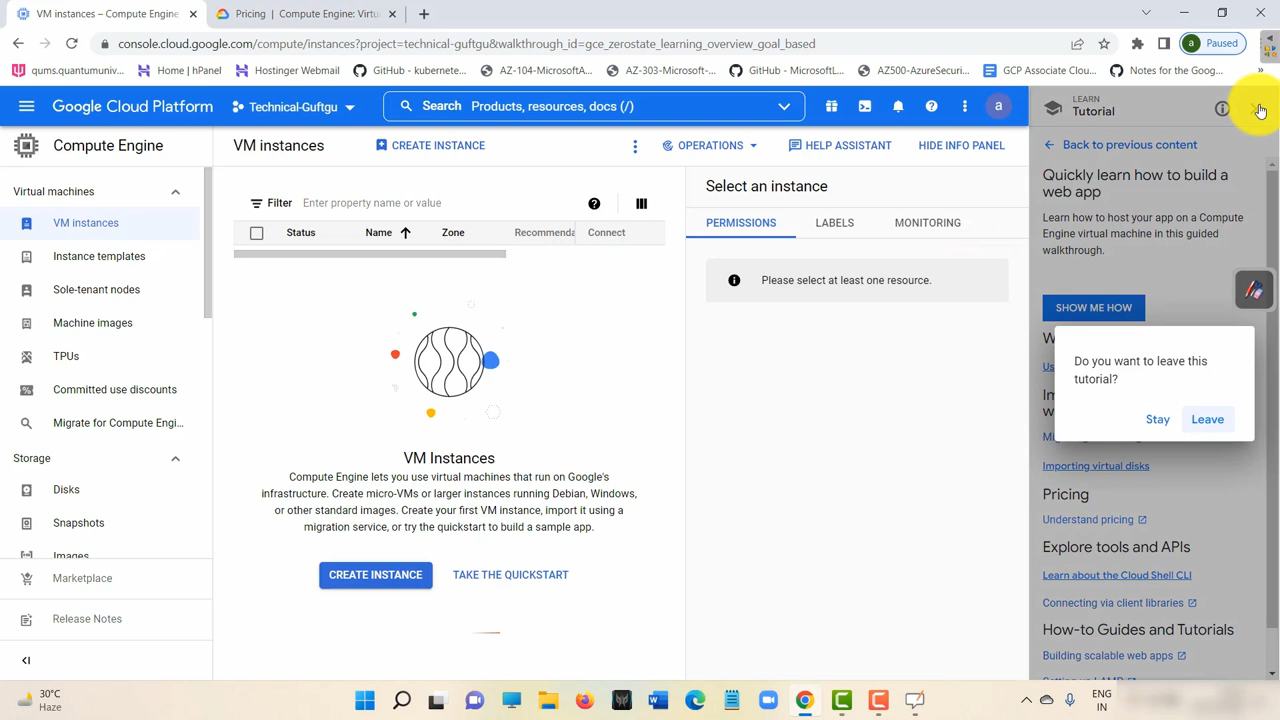 VM instances – Compute Engine
Pricing | Compute Engine: Virtu
console.cloud.google.com/compute/instances?project=technical-guftgu&walkthrough_id=gce_zerostate_learning_overview_goal_based
a Paused
qums.quantumuniv...
Home | hPanel
Hostinger Webmail
GitHub - kubernete...
AZ-104-MicrosoftA...
AZ-303-Microsoft-...
GitHub - MicrosoftL...
AZ500-AzureSecuri...
GCP Associate Clou...
Notes for the Goog...
»
Google Cloud Platform
Technical-Guftgu
Search Products, resources, docs (/)
a
LEARN
Tutorial
Compute Engine
VM instances
CREATE INSTANCE
OPERATIONS
HELP ASSISTANT
HIDE INFO PANEL
Back to previous content
Virtual machines
VM instances
Instance templates
Sole-tenant nodes
Machine images
TPUs
Committed use discounts
Migrate for Compute Engi...
Storage
Disks
Snapshots
Images
Marketplace
Release Notes
Filter Enter property name or value
Status Name Zone Recommenda Connect
VM Instances
Compute Engine lets you use virtual machines that run on Google's
infrastructure. Create micro-VMs or larger instances running Debian, Windows,
or other standard images. Create your first VM instance, import it using a
migration service, or try the quickstart to build a sample app.
CREATE INSTANCE
TAKE THE QUICKSTART
Select an instance
PERMISSIONS LABELS MONITORING
Please select at least one resource.
Quickly learn how to build a
web app
Learn how to host your app on a Compute
Engine virtual machine in this guided
walkthrough.
SHOW ME HOW
Do you want to leave this
tutorial?
Stay Leave
Importing virtual disks
Pricing
Understand pricing
Explore tools and APIs
Learn about the Cloud Shell CLI
Connecting via client libraries
How-to Guides and Tutorials
Building scalable web apps
30°C
Haze
ENG
IN